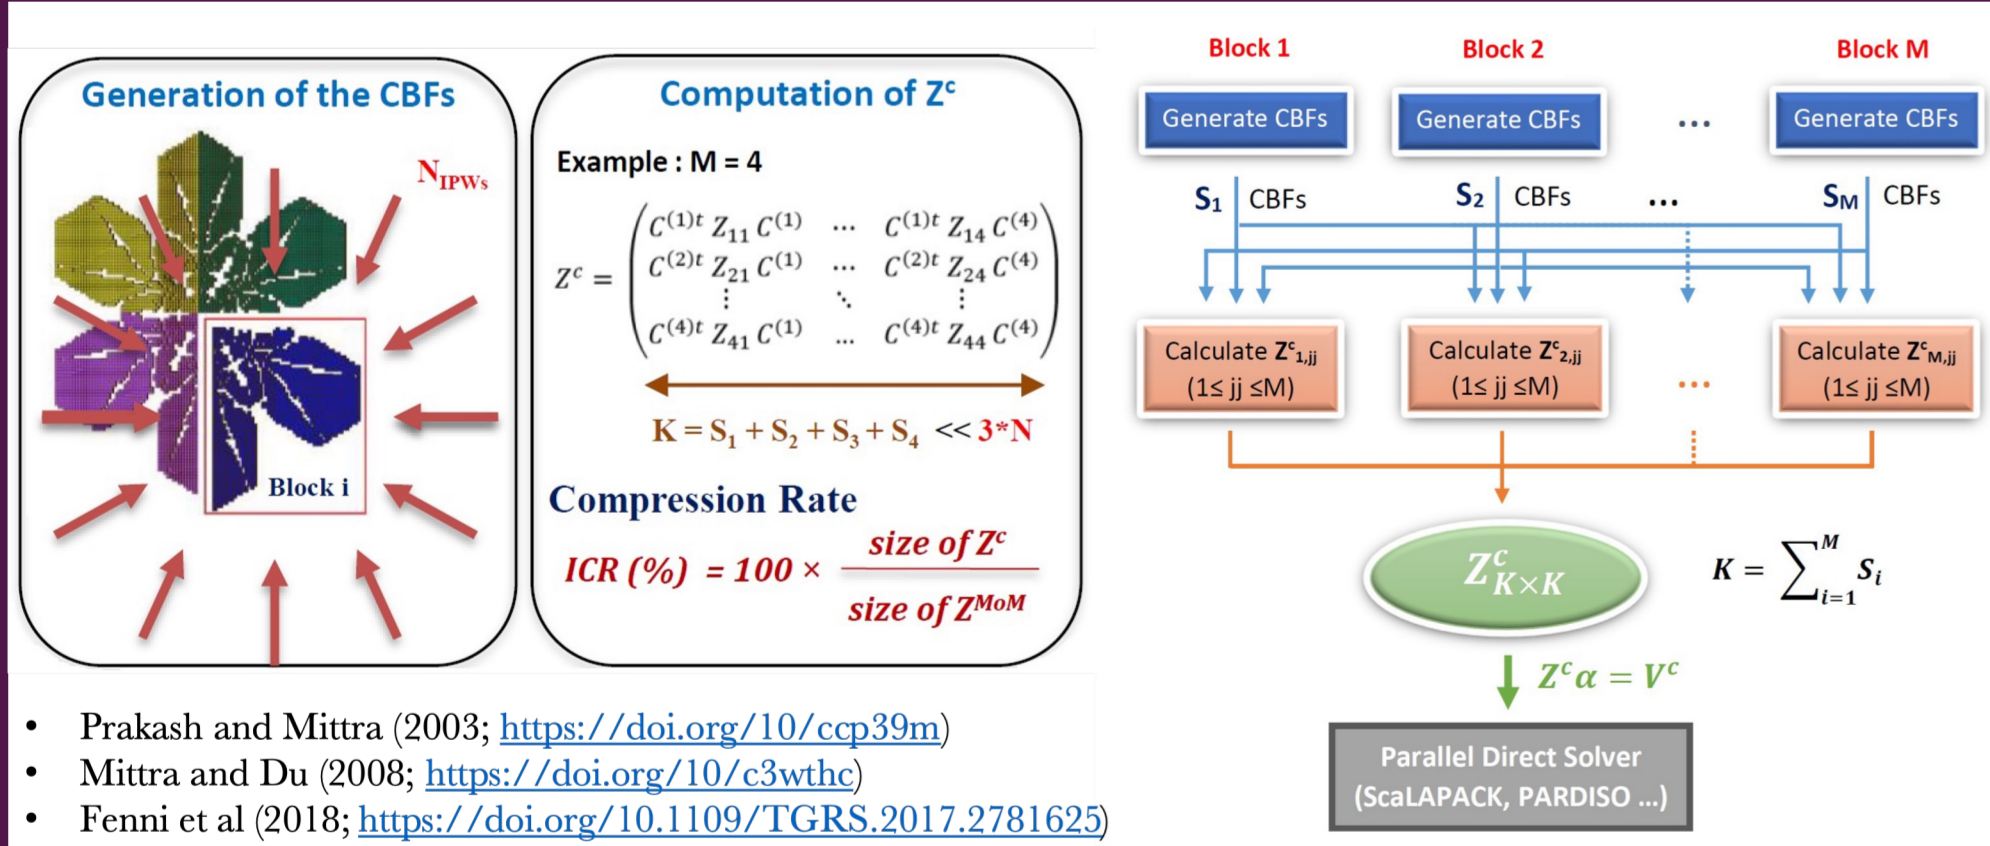 Generation of the CBFs
N_IPWs
Block i
Computation of Z^c
Example : M = 4
Z^c =
C^(1)t Z_11 C^(1) ... C^(1)t Z_14 C^(4)
C^(2)t Z_21 C^(1) ... C^(2)t Z_24 C^(4)
⋮ ⋱ ⋮
C^(4)t Z_41 C^(1) ... C^(4)t Z_44 C^(4)
K = S_1 + S_2 + S_3 + S_4 << 3*N
Compression Rate
ICR (%) = 100 ×
size of Z^c
size of Z^MoM
• Prakash and Mittra (2003; https://doi.org/10/ccp39m)
• Mittra and Du (2008; https://doi.org/10/c3wthc)
• Fenni et al (2018; https://doi.org/10.1109/TGRS.2017.2781625)
Block 1 Block 2 Block M
Generate CBFs Generate CBFs ... Generate CBFs
S_1 CBFs S_2 CBFs ... S_M CBFs
Calculate Z^c_1,jj Calculate Z^c_2,jj Calculate Z^c_M,jj
(1≤ jj ≤M) (1≤ jj ≤M) ... (1≤ jj ≤M)
Z^c_K×K K = ∑_i=1^M S_i
Z^c α = V^c
Parallel Direct Solver
(ScaLAPACK, PARDISO ...)